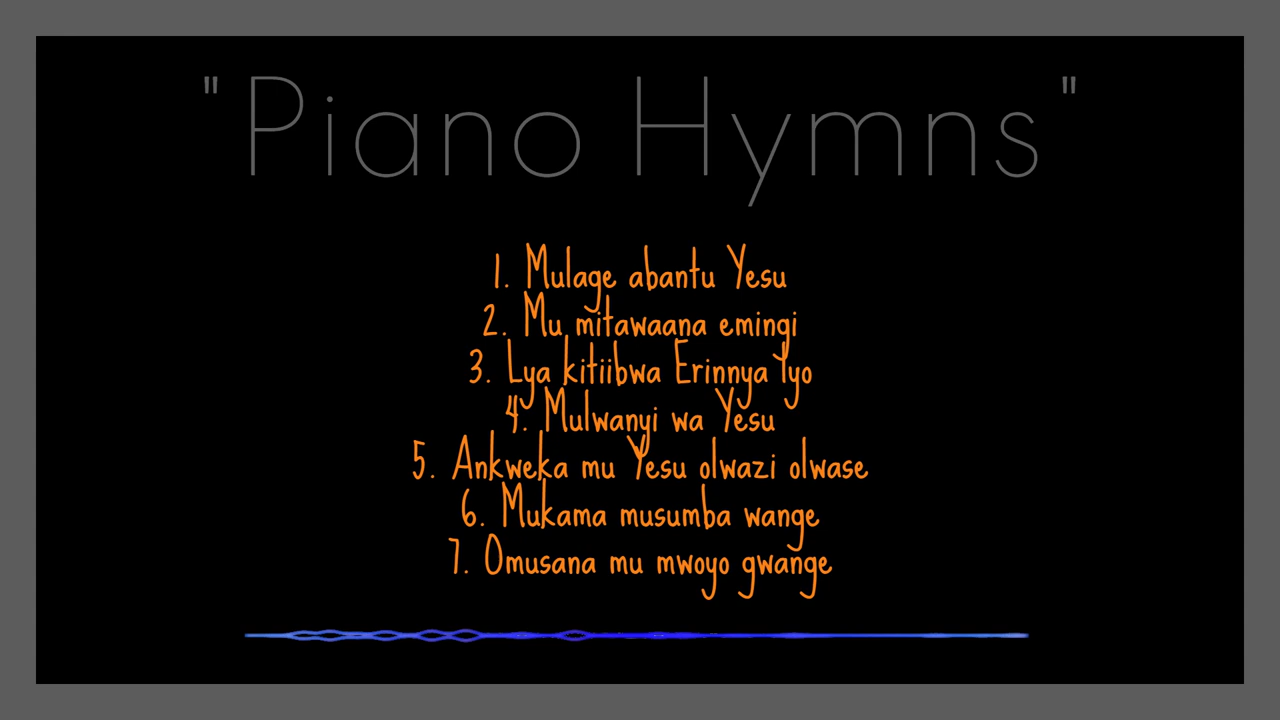 "Piano Hymns"
1. Mulage abantu Yesu
2. Mu mitawaana emingi
3. Lya kitiibwa Erinnya lyo
4. Mulwanyi wa Yesu
5. Ankweka mu Yesu olwazi olwase
6. Mukama musumba wange
7. Omusana mu mwoyo gwange